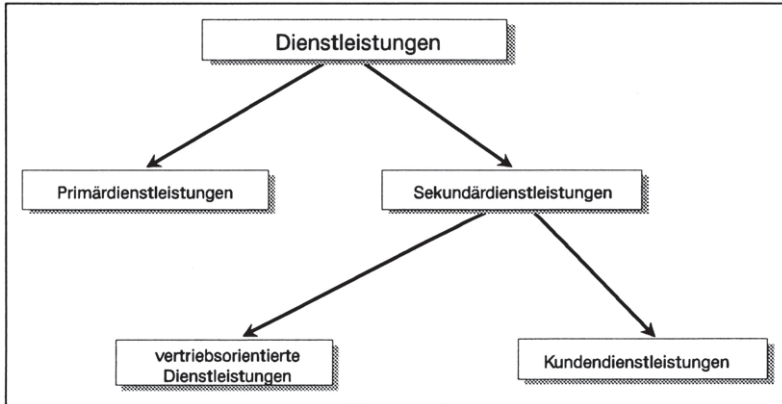 Dienstleistungen
Primärdienstleistungen
Sekundärdienstleistungen
vertriebsorientierte
Dienstleistungen
Kundendienstleistungen